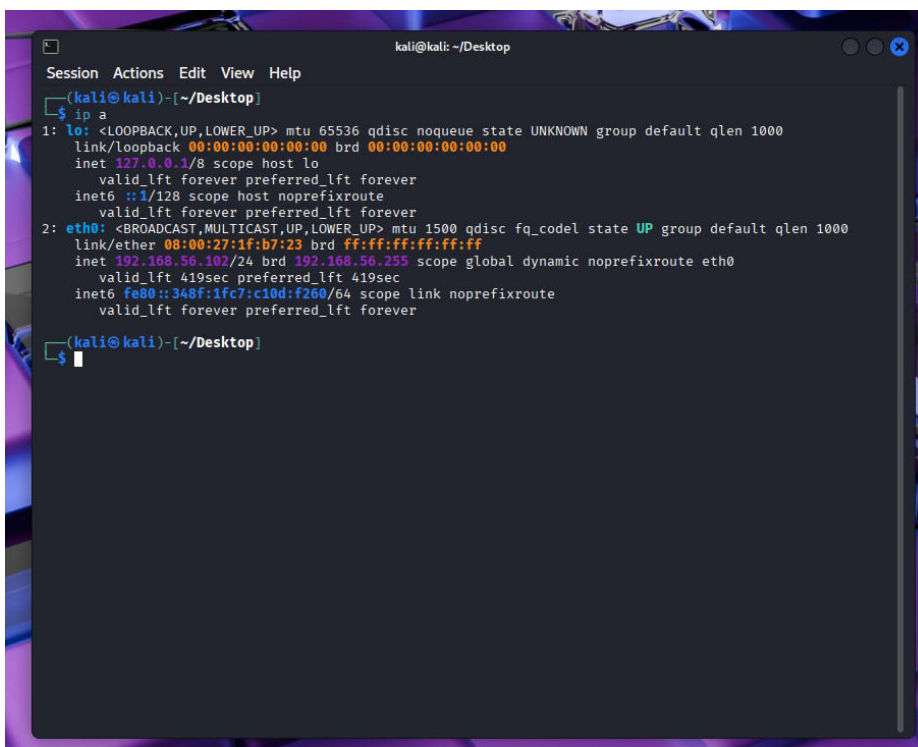 kali@kali: ~/Desktop
Session Actions Edit View Help
┌──(kali㉿kali)-[~/Desktop]
└─$ ip a
1: lo: <LOOPBACK,UP,LOWER_UP> mtu 65536 qdisc noqueue state UNKNOWN group default qlen 1000
    link/loopback 00:00:00:00:00:00 brd 00:00:00:00:00:00
    inet 127.0.0.1/8 scope host lo
       valid_lft forever preferred_lft forever
    inet6 ::1/128 scope host noprefixroute
       valid_lft forever preferred_lft forever
2: eth0: <BROADCAST,MULTICAST,UP,LOWER_UP> mtu 1500 qdisc fq_codel state UP group default qlen 1000
    link/ether 08:00:27:1f:b7:23 brd ff:ff:ff:ff:ff:ff
    inet 192.168.56.102/24 brd 192.168.56.255 scope global dynamic noprefixroute eth0
       valid_lft 419sec preferred_lft 419sec
    inet6 fe80::348f:1fc7:c10d:f260/64 scope link noprefixroute
       valid_lft forever preferred_lft forever
┌──(kali㉿kali)-[~/Desktop]
└─$